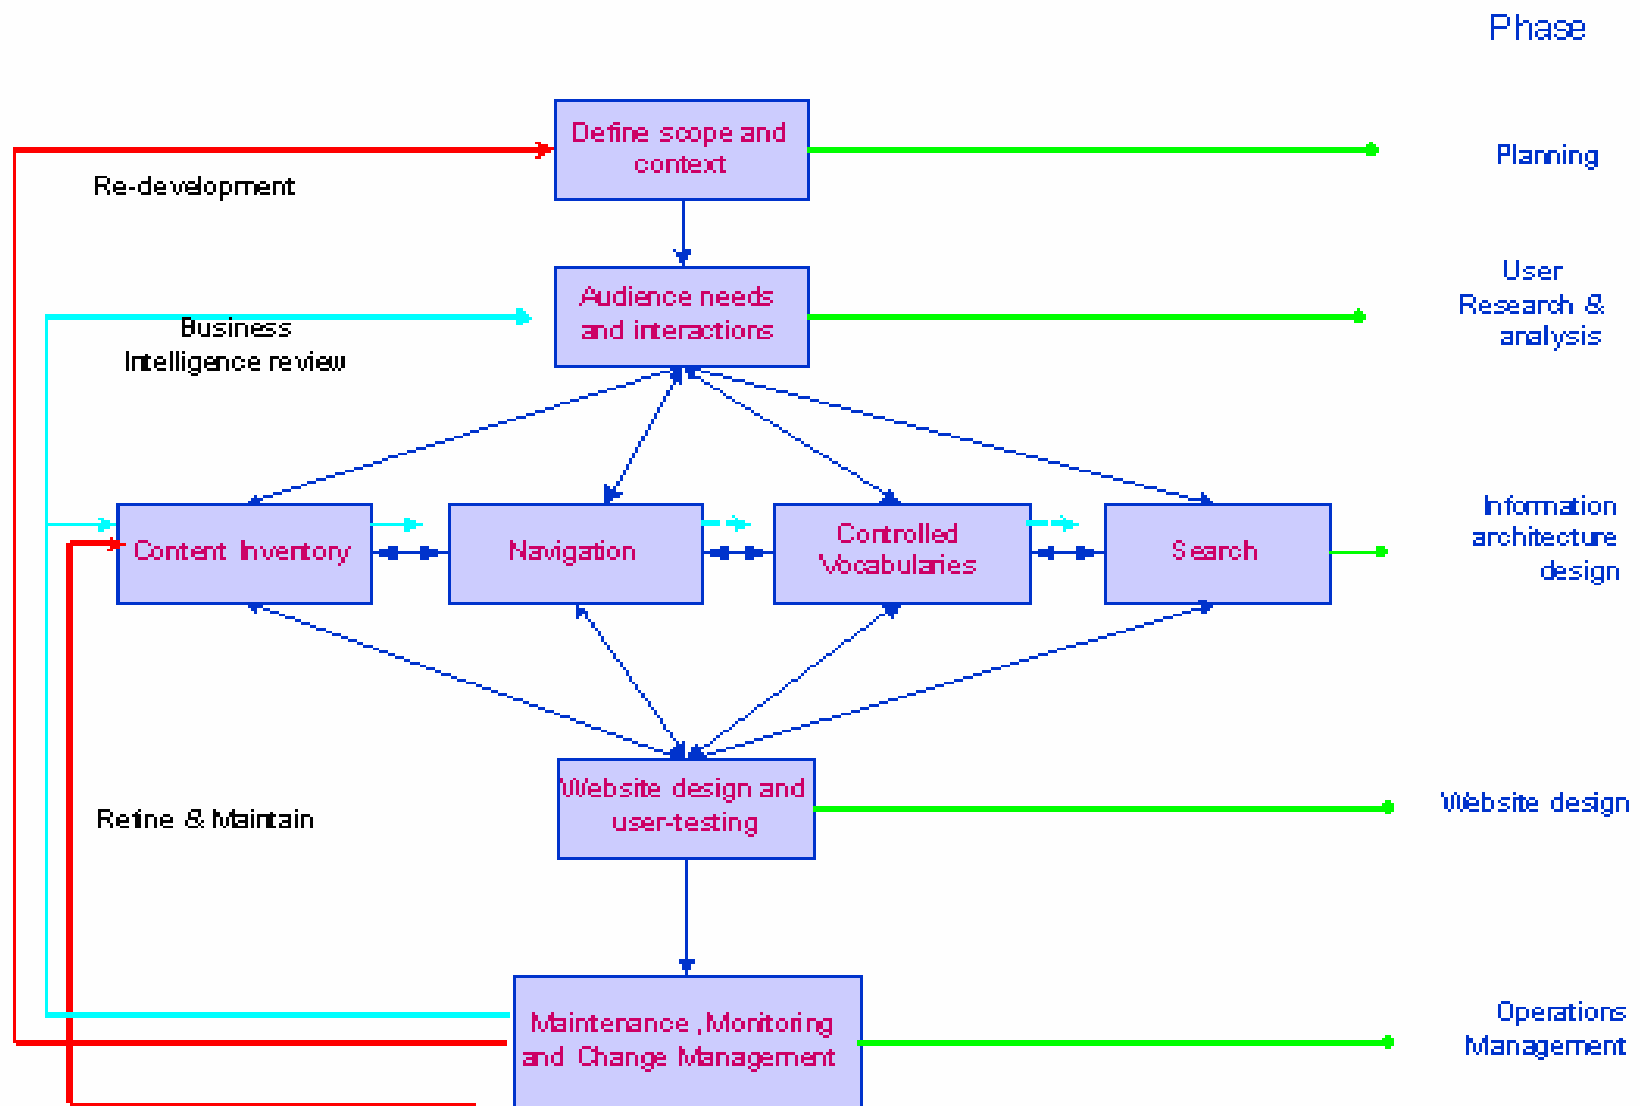 Phase
Define scope and
context
Planning
Re-development
Audience needs
and interactions
User
Research &
analysis
Business
Intelligence review
Content Inventory
Navigation
Controlled
Vocabularies
Search
Information
architecture
design
Website design and
user-testing
Website design
Refine & Maintain
Maintenance ,Monitoring
and Change Management
Operations
Management